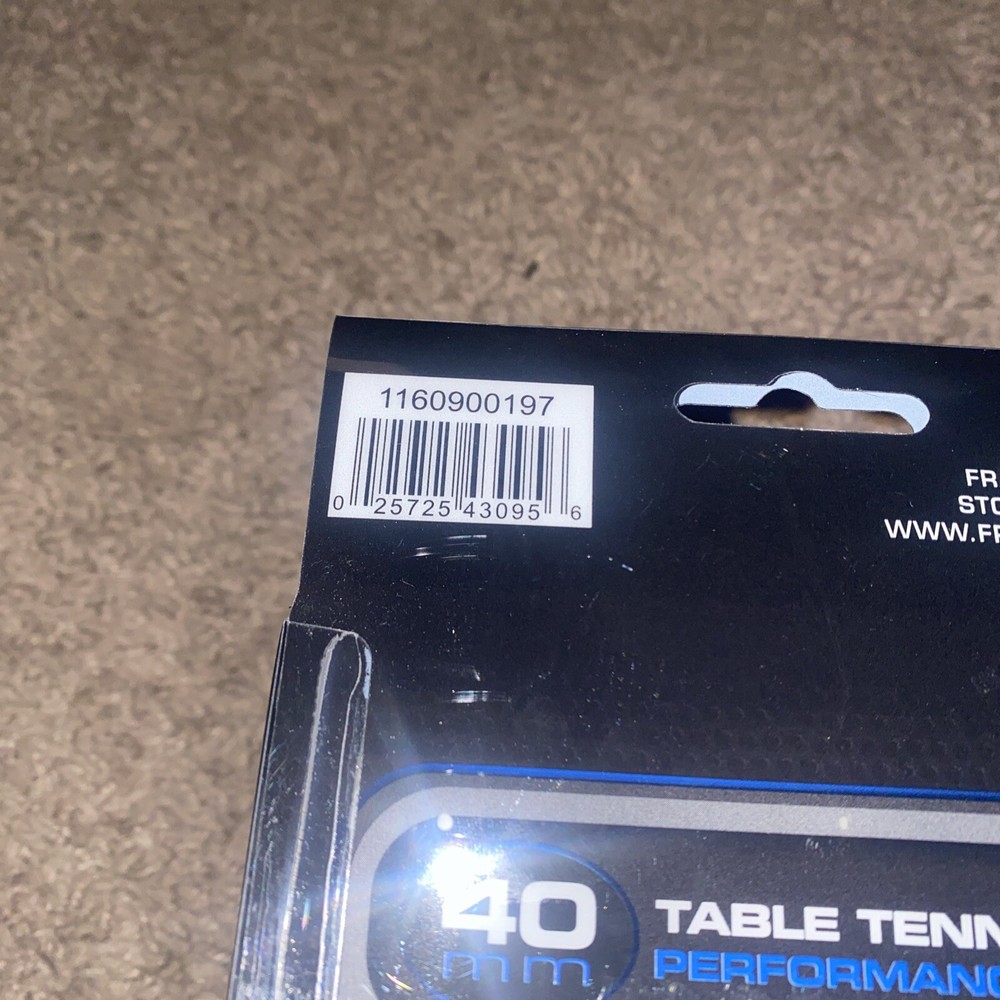 1160900197
0 25725 43095 6
FR
STO
WWW.FR
40
mm
TABLE TENN
PERFORMANC